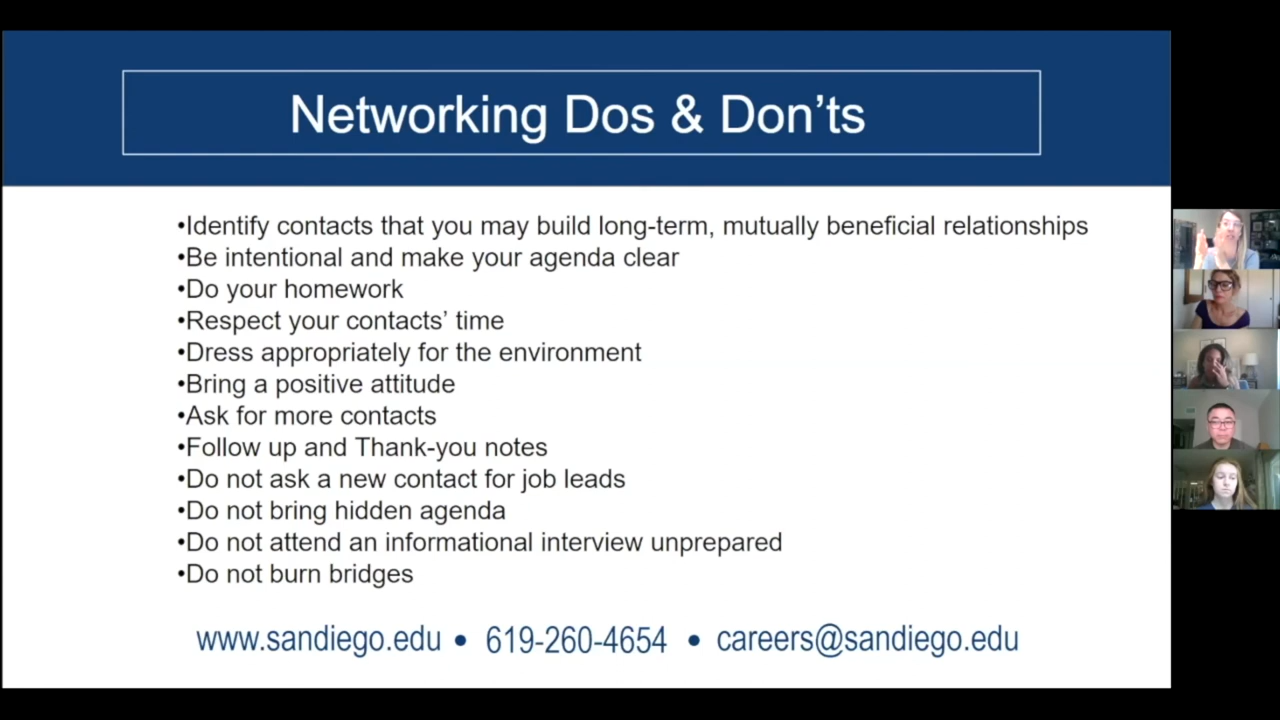 Networking Dos & Don’ts
•Identify contacts that you may build long-term, mutually beneficial relationships
•Be intentional and make your agenda clear
•Do your homework
•Respect your contacts’ time
•Dress appropriately for the environment
•Bring a positive attitude
•Ask for more contacts
•Follow up and Thank-you notes
•Do not ask a new contact for job leads
•Do not bring hidden agenda
•Do not attend an informational interview unprepared
•Do not burn bridges
www.sandiego.edu • 619-260-4654 • careers@sandiego.edu